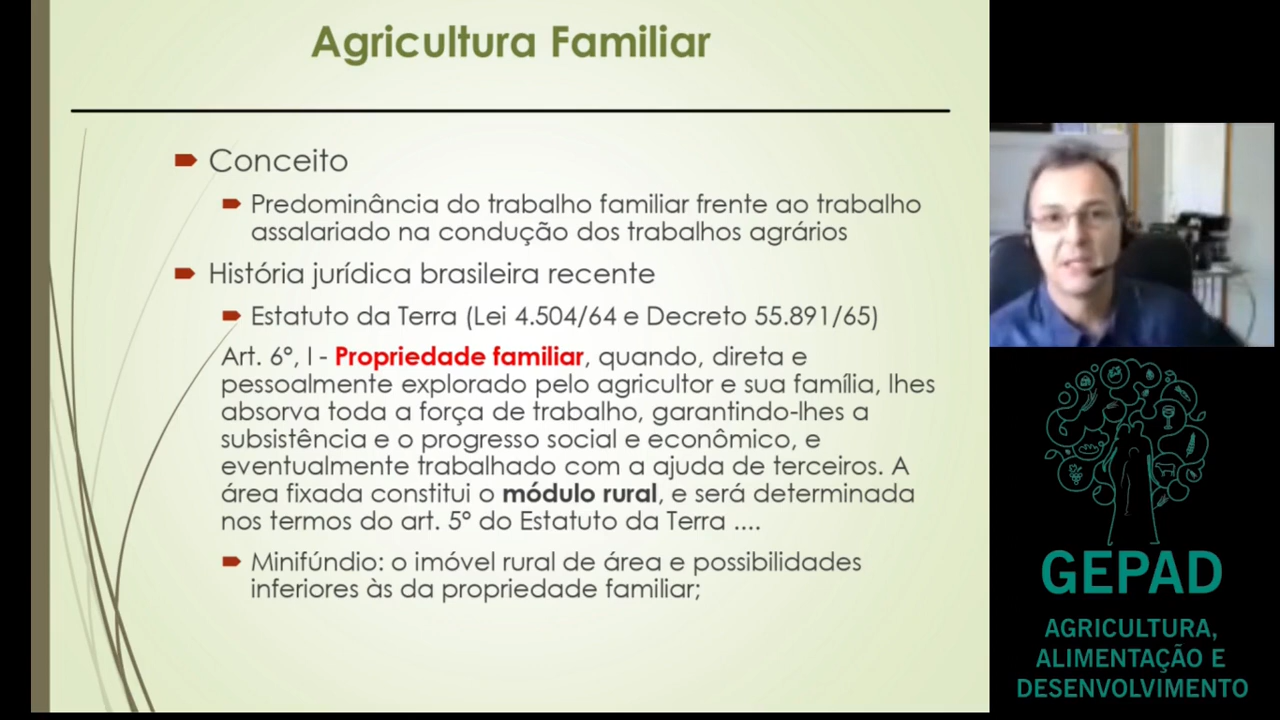 Agricultura Familiar
Conceito
Predominância do trabalho familiar frente ao trabalho
assalariado na condução dos trabalhos agrários
História jurídica brasileira recente
Estatuto da Terra (Lei 4.504/64 e Decreto 55.891/65)
Art. 6º, I - Propriedade familiar, quando, direta e
pessoalmente explorado pelo agricultor e sua família, lhes
absorva toda a força de trabalho, garantindo-lhes a
subsistência e o progresso social e econômico, e
eventualmente trabalhado com a ajuda de terceiros. A
área fixada constitui o módulo rural, e será determinada
nos termos do art. 5º do Estatuto da Terra ....
Minifúndio: o imóvel rural de área e possibilidades
inferiores às da propriedade familiar;
GEPAD
AGRICULTURA,
ALIMENTAÇÃO E
DESENVOLVIMENTO